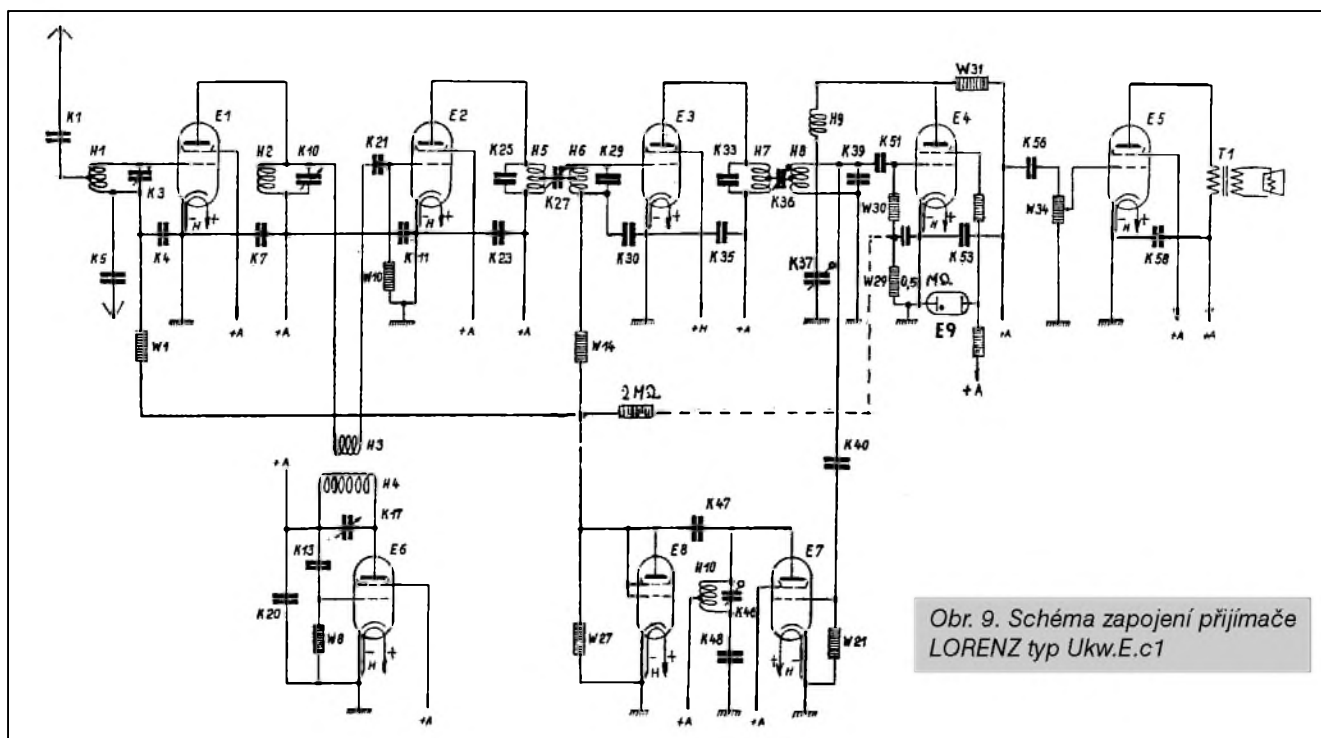 W31
K1
E1
E2
E3
H9
E4
E5
H1
H2
K10
K21
K25
H5
H6
K29
K33
H7
H8
K39
K51
K56
T1
K3
K27
K36
W30
W34
- H +
- H +
- H +
- H +
- H +
K5
K4
K7
K11
K23
K30
K35
K37
K53
K58
W10
W29
0,5 MΩ
E9
+A
+A
+A
+A
+H
+A
+A
+A
+A
+A
W1
W14
2 MΩ
H3
K40
+A
H4
K17
K47
K13
E6
E8
H10
E7
K20
K46
W8
W27
K48
W21
- H +
- H +
+ H -
+A
+A
+A
Obr. 9. Schéma zapojení přijímače
LORENZ typ Ukw.E.c1